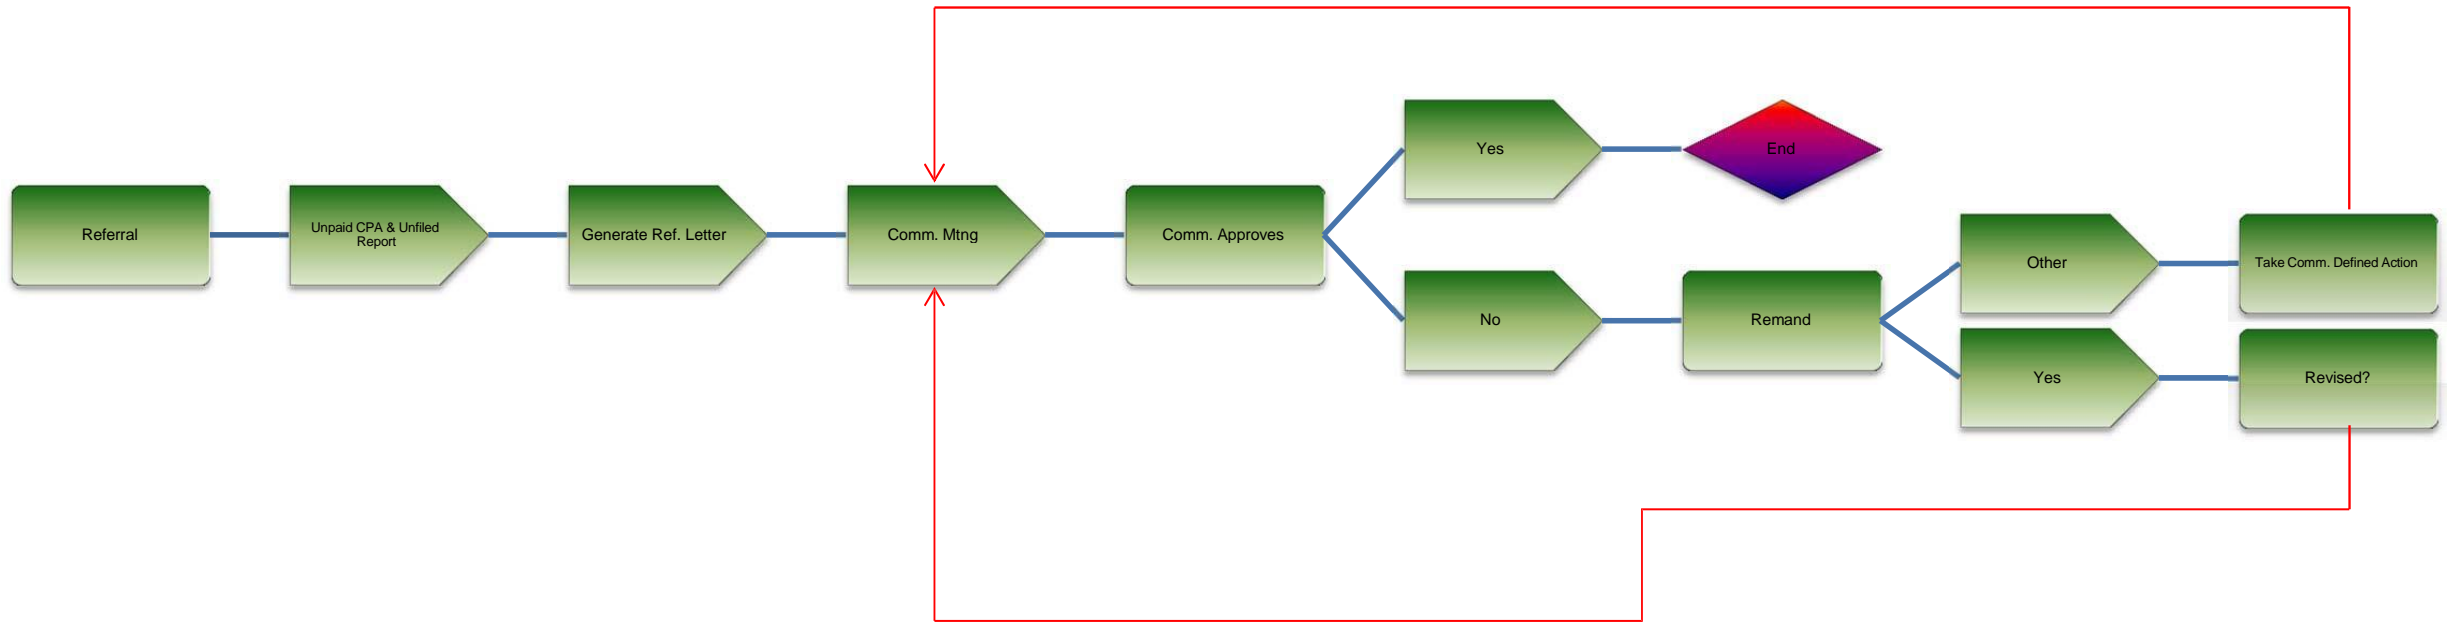 Referral
Unpaid CPA & Unfiled
Report
Generate Ref. Letter
Comm. Mtng
Comm. Approves
Yes
End
No
Remand
Other
Take Comm. Defined Action
Yes
Revised?